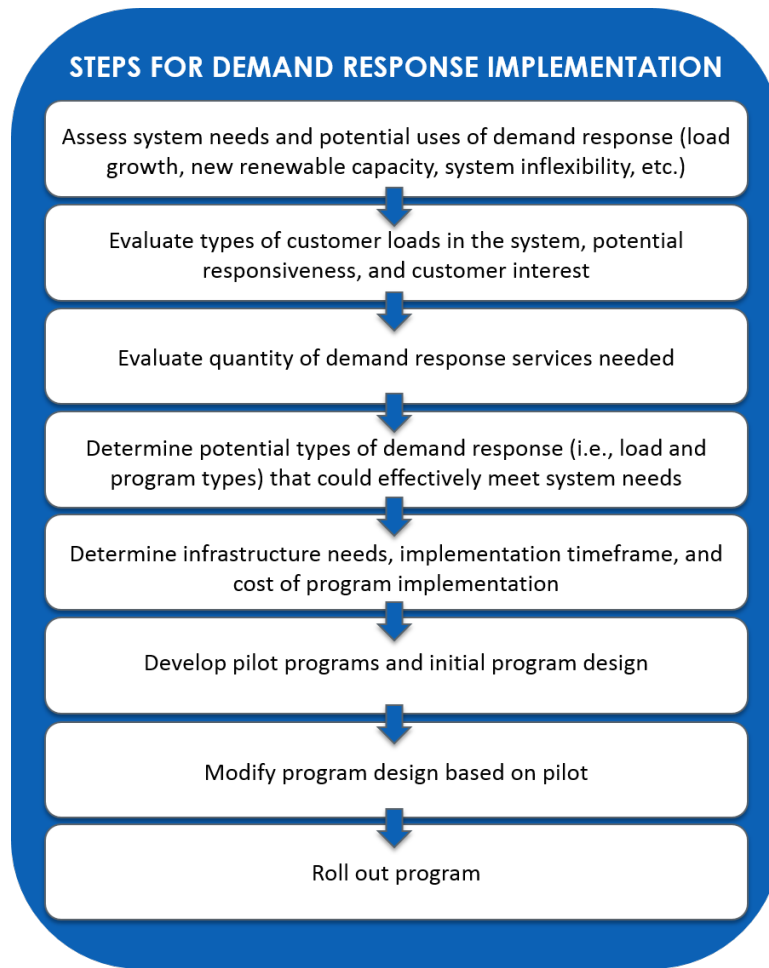 STEPS FOR DEMAND RESPONSE IMPLEMENTATION
Assess system needs and potential uses of demand response (load
growth, new renewable capacity, system inflexibility, etc.)
Evaluate types of customer loads in the system, potential
responsiveness, and customer interest
Evaluate quantity of demand response services needed
Determine potential types of demand response (i.e., load and
program types) that could effectively meet system needs
Determine infrastructure needs, implementation timeframe, and
cost of program implementation
Develop pilot programs and initial program design
Modify program design based on pilot
Roll out program